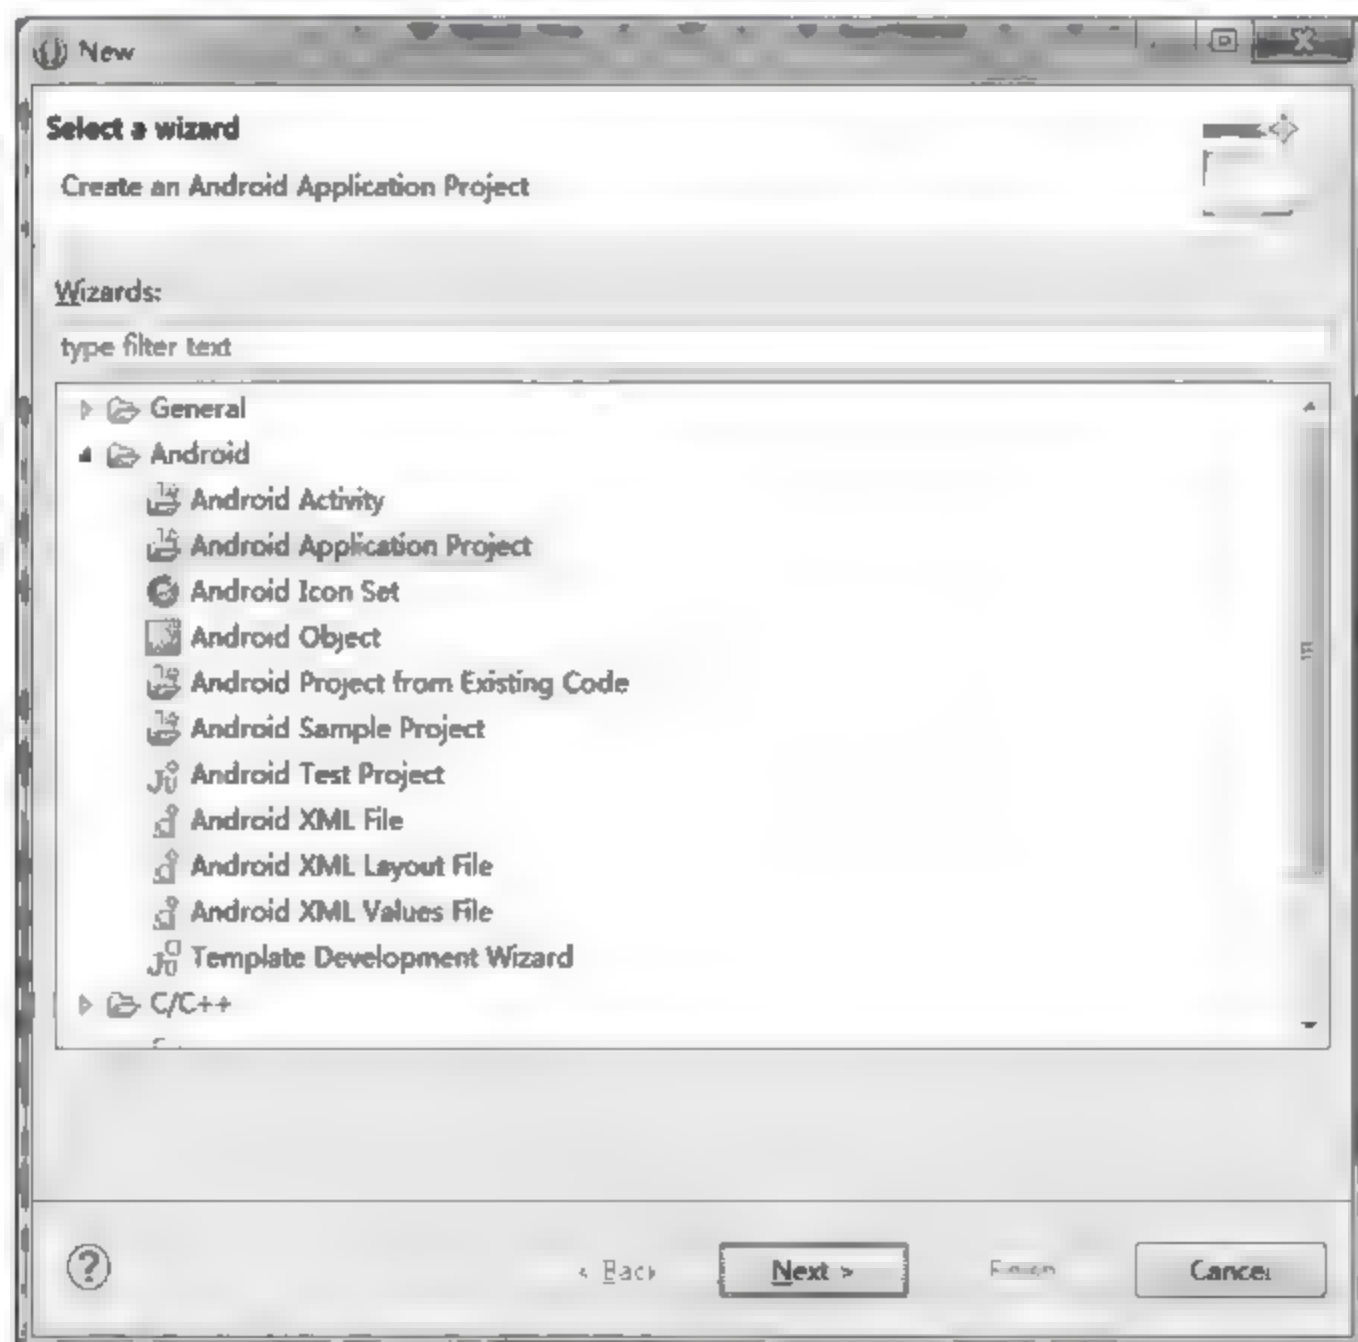 New
Select a wizard
Create an Android Application Project
Wizards:
type filter text
General
Android
Android Activity
Android Application Project
Android Icon Set
Android Object
Android Project from Existing Code
Android Sample Project
Android Test Project
Android XML File
Android XML Layout File
Android XML Values File
Template Development Wizard
C/C++
< Back Next > Cancel